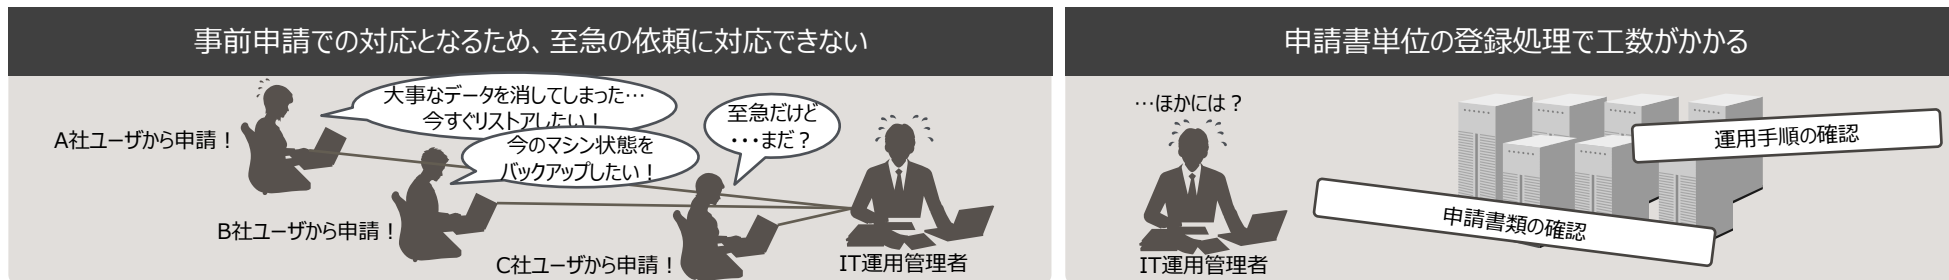 事前申請での対応となるため、至急の依頼に対応できない
大事なデータを消してしまった…
今すぐリストアしたい！
A社ユーザから申請！
今のマシン状態を
バックアップしたい！
B社ユーザから申請！
至急だけど
・・・まだ？
C社ユーザから申請！
IT運用管理者
申請書単位の登録処理で工数がかかる
…ほかには？
IT運用管理者
運用手順の確認
申請書類の確認